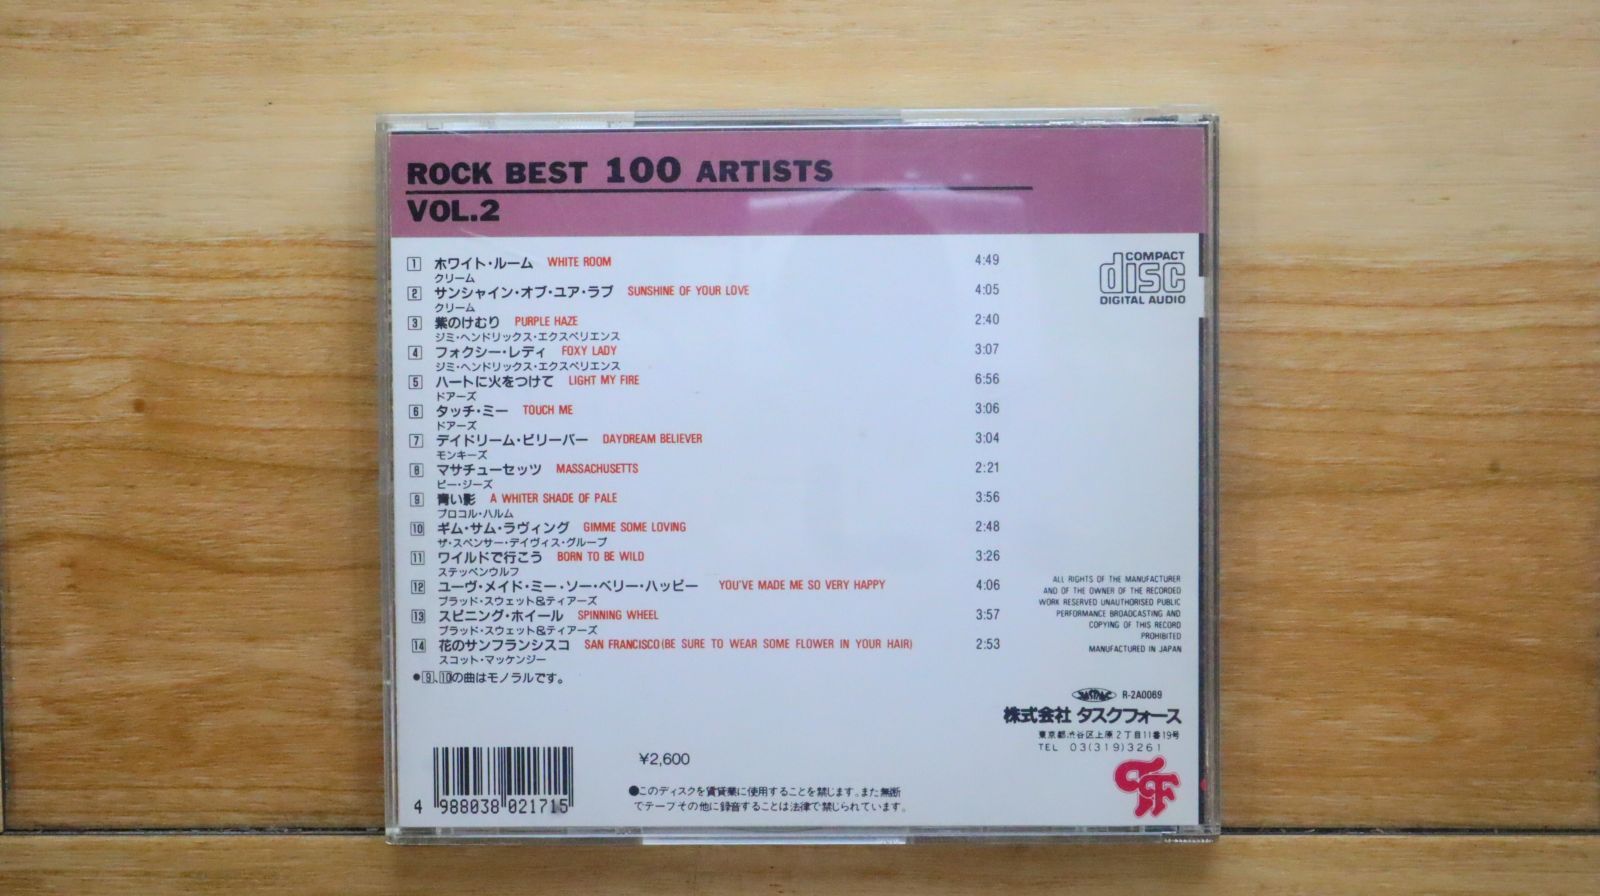 ROCK BEST 100 ARTISTS
VOL.2
1 ホワイト・ルーム WHITE ROOM 4:49
クリーム
2 サンシャイン・オブ・ユア・ラブ SUNSHINE OF YOUR LOVE 4:05
クリーム
3 紫のけむり PURPLE HAZE 2:40
ジミ・ヘンドリックス・エクスペリエンス
4 フォクシー・レディ FOXY LADY 3:07
ジミ・ヘンドリックス・エクスペリエンス
5 ハートに火をつけて LIGHT MY FIRE 6:56
ドアーズ
6 タッチ・ミー TOUCH ME 3:06
ドアーズ
7 デイドリーム・ビリーバー DAYDREAM BELIEVER 3:04
モンキーズ
8 マサチューセッツ MASSACHUSETTS 2:21
ビー・ジーズ
9 青い影 A WHITER SHADE OF PALE 3:56
プロコル・ハルム
10 ギム・サム・ラヴィング GIMME SOME LOVING 2:48
ザ・スペンサー・デイヴィス・グループ
11 ワイルドで行こう BORN TO BE WILD 3:26
ステッペンウルフ
12 ユーヴ・メイド・ミー・ソー・ベリー・ハッピー YOU'VE MADE ME SO VERY HAPPY 4:06
ブラッド・スウェット&ティアーズ
13 スピニング・ホイール SPINNING WHEEL 3:57
ブラッド・スウェット&ティアーズ
14 花のサンフランシスコ SAN FRANCISCO(BE SURE TO WEAR SOME FLOWER IN YOUR HAIR) 2:53
スコット・マッケンジー
●9、10の曲はモノラルです。
COMPACT
disc
DIGITAL AUDIO
ALL RIGHTS OF THE MANUFACTURER
AND OF THE OWNER OF THE RECORDED
WORK RESERVED UNAUTHORISED PUBLIC
PERFORMANCE BROADCASTING AND
COPYING OF THIS RECORD
PROHIBITED
MANUFACTURED IN JAPAN
JASRAC R-2A0069
株式会社 タスクフォース
東京都渋谷区上原2丁目11番19号
TEL 03(319)3261
¥2,600
4 988038 021715
●このディスクを賃貸業に使用することを禁じます。また無断
でテープその他に録音することは法律で禁じられています。